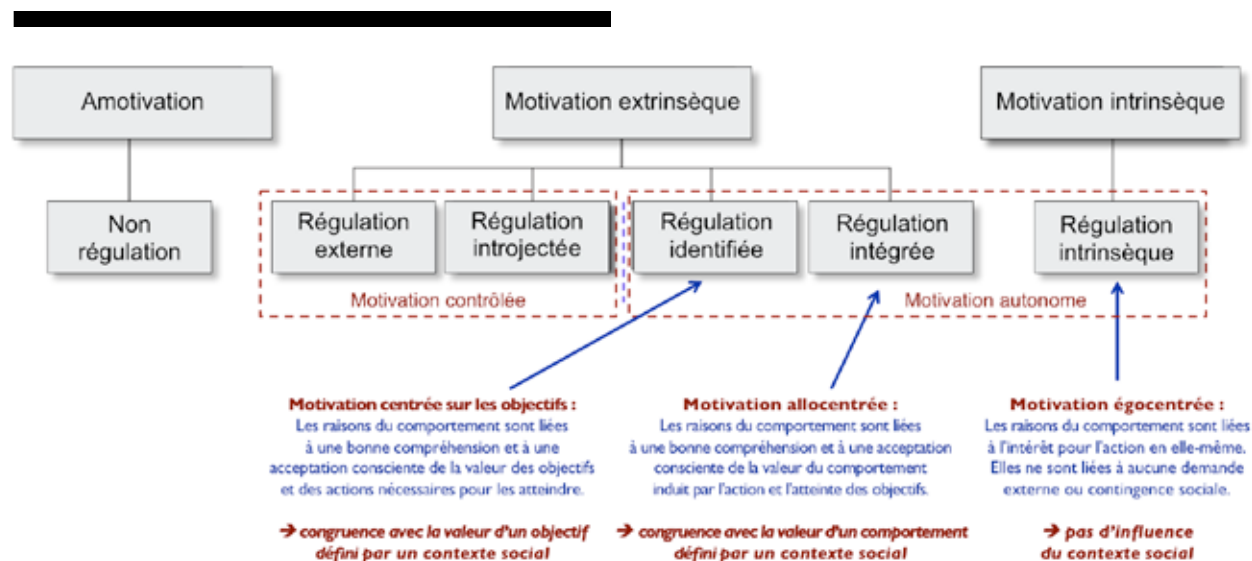 Amotivation
Motivation extrinsèque
Motivation intrinsèque
Non
régulation
Régulation
externe
Régulation
introjectée
Régulation
identifiée
Régulation
intégrée
Régulation
intrinsèque
Motivation contrôlée
Motivation autonome
Motivation centrée sur les objectifs :
Les raisons du comportement sont liées
à une bonne compréhension et à une
acceptation consciente de la valeur des objectifs
et des actions nécessaires pour les atteindre.
➔ congruence avec la valeur d'un objectif
défini par un contexte social
Motivation allocentrée :
Les raisons du comportement sont liées
à une bonne compréhension et à une acceptation
consciente de la valeur du comportement
induit par l'action et l'atteinte des objectifs.
➔ congruence avec la valeur d'un comportement
défini par un contexte social
Motivation égocentrée :
Les raisons du comportement sont liées
à l'intérêt pour l'action en elle-même.
Elles ne sont liées à aucune demande
externe ou contingence sociale.
➔ pas d'influence
du contexte social